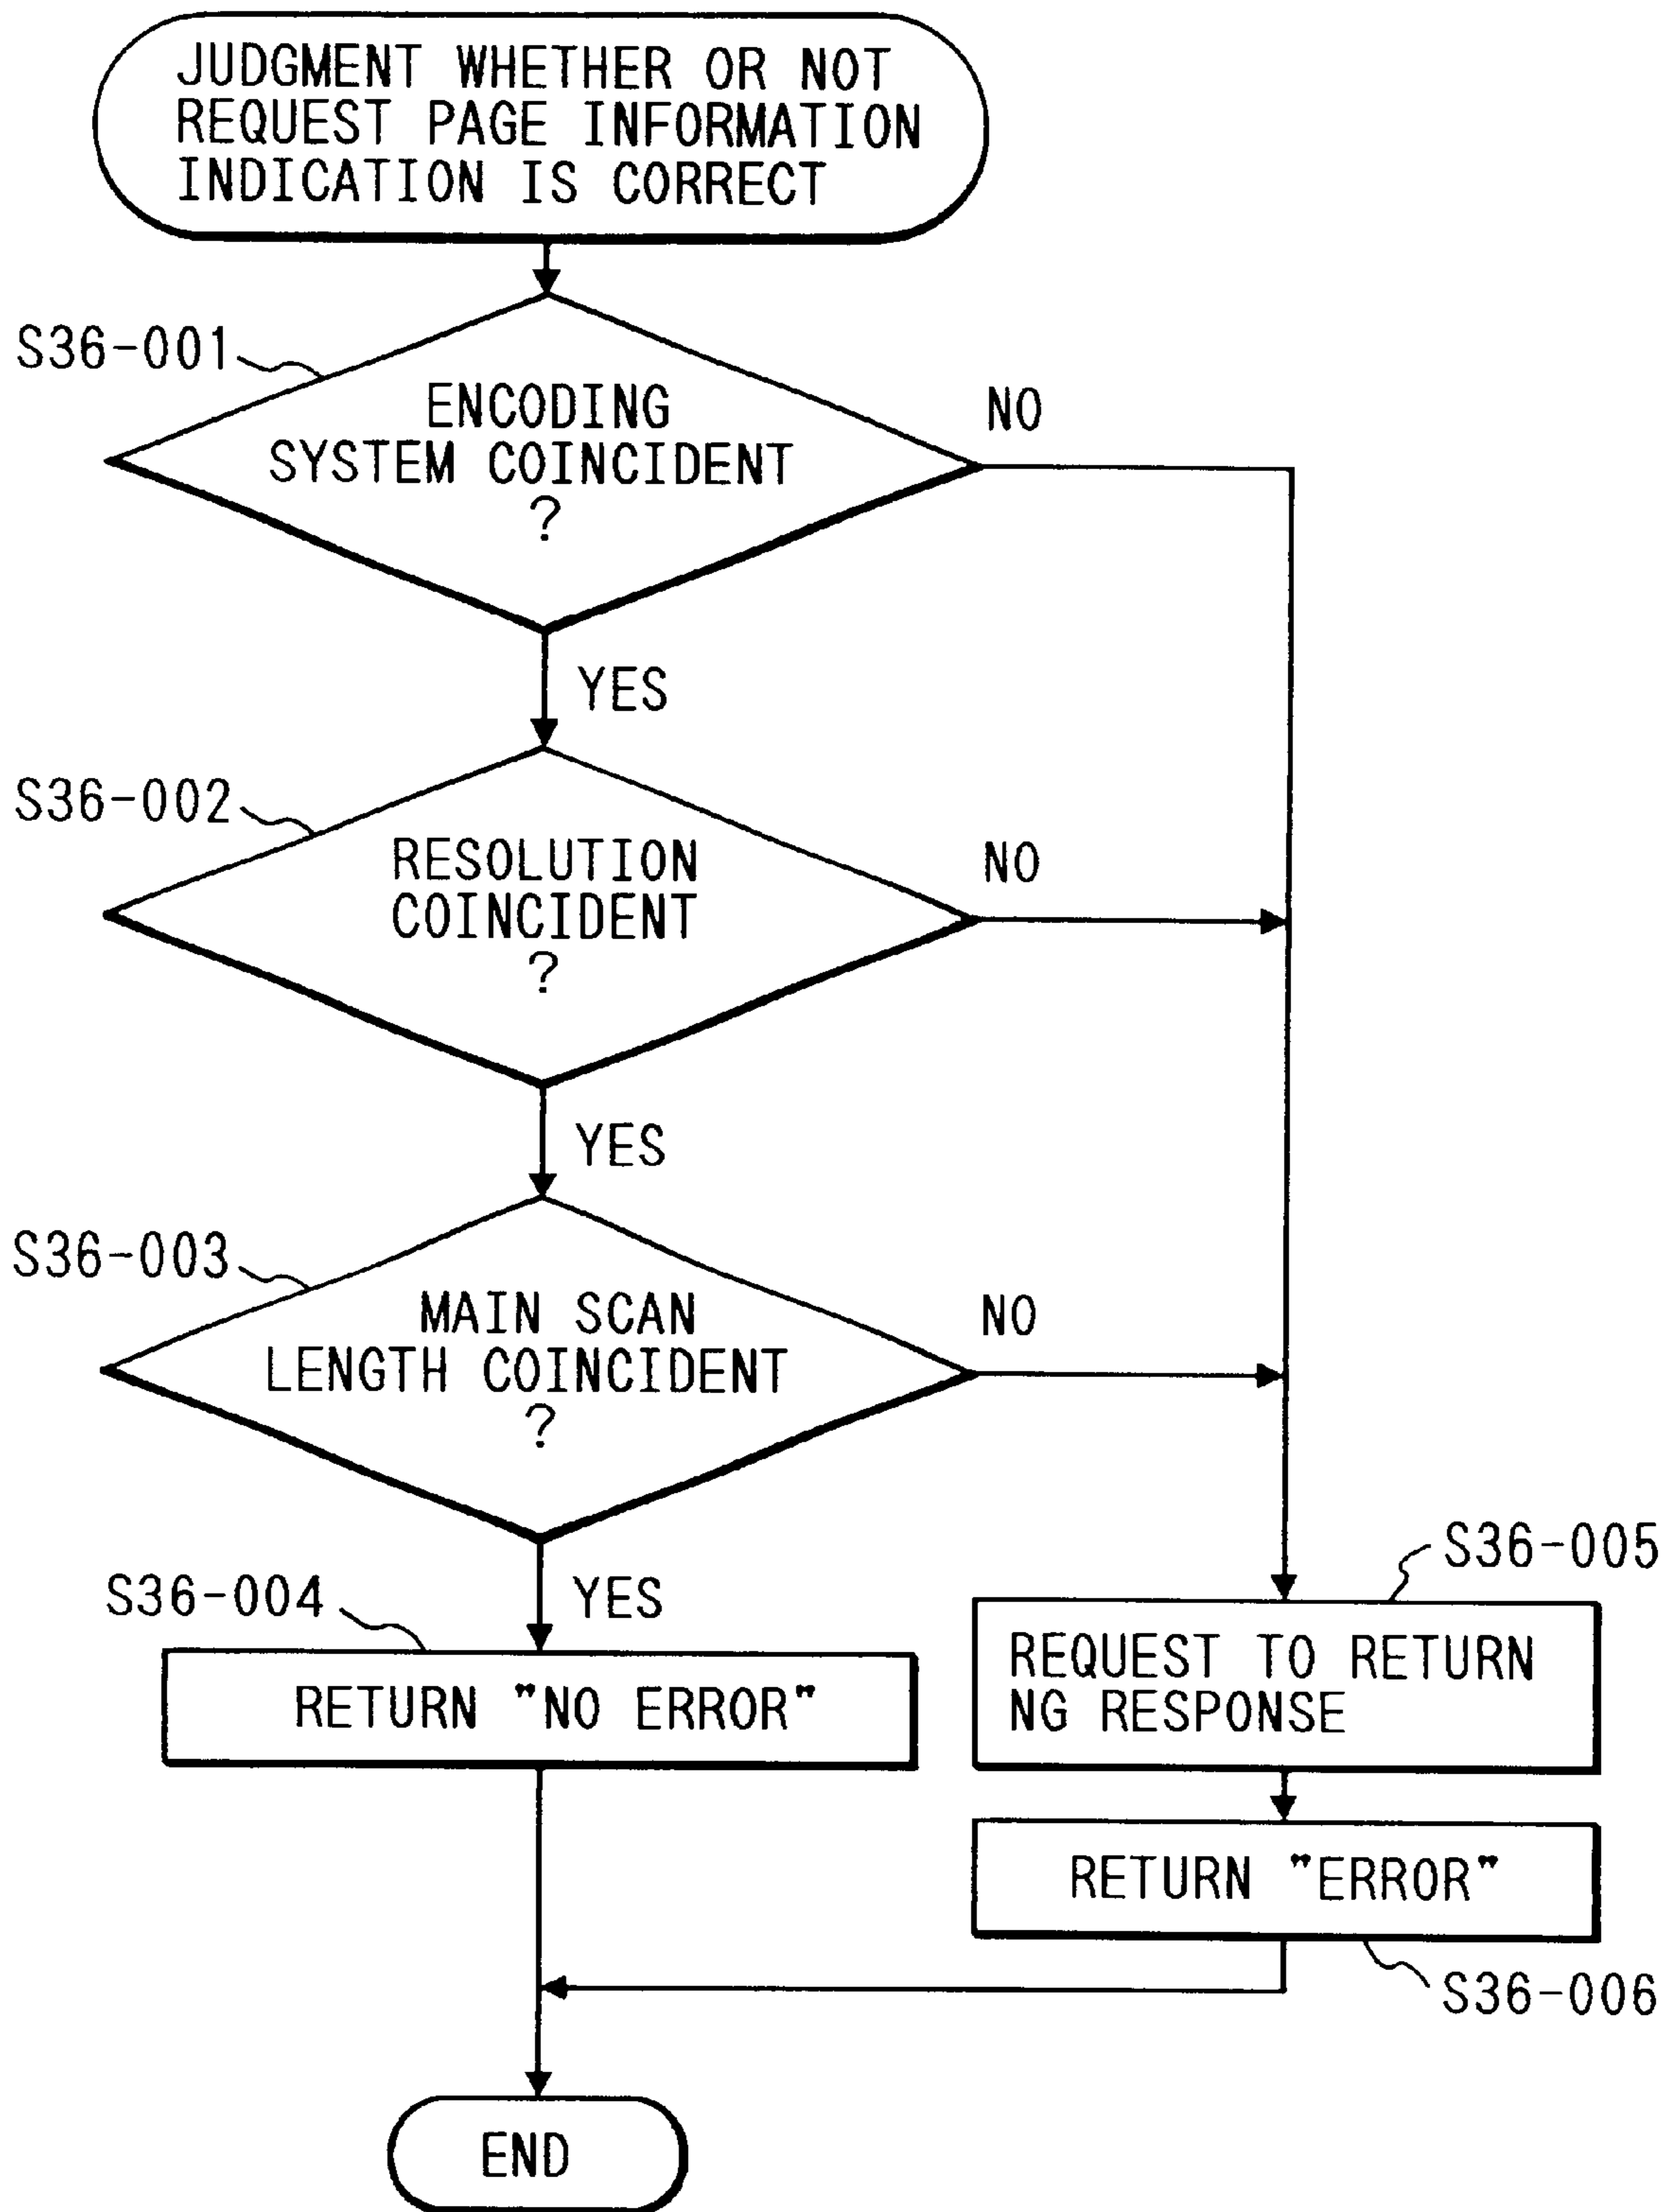 JUDGMENT WHETHER OR NOT
REQUEST PAGE INFORMATION
INDICATION IS CORRECT
S36-001
ENCODING
SYSTEM COINCIDENT
?
NO
YES
S36-002
RESOLUTION
COINCIDENT
?
NO
YES
S36-003
MAIN SCAN
LENGTH COINCIDENT
?
NO
YES
S36-004
RETURN "NO ERROR"
S36-005
REQUEST TO RETURN
NG RESPONSE
RETURN "ERROR"
S36-006
END